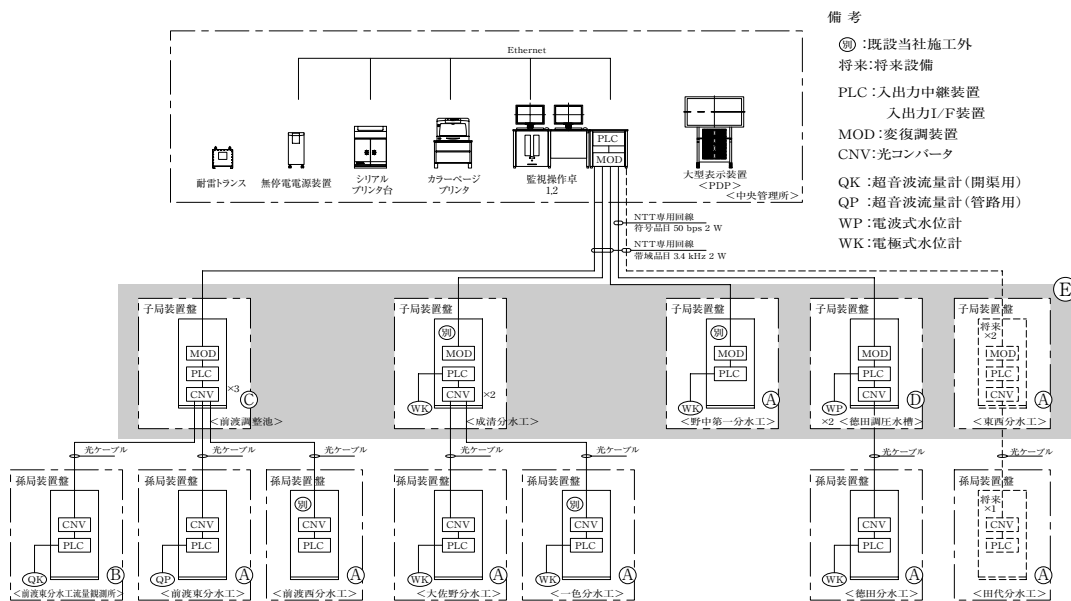 備 考
別:既設当社施工外
将来:将来設備
PLC:入出力中継装置
入出力I/F装置
MOD:変復調装置
CNV:光コンバータ
QK:超音波流量計(開渠用)
QP:超音波流量計(管路用)
WP:電波式水位計
WK:電極式水位計
Ethernet
PLC
MOD
耐雷トランス
無停電電源装置
シリアル
プリンタ台
カラーページ
プリンタ
監視操作卓
1,2
大型表示装置
<PDP>
<中央管理所>
NTT専用回線
符号品目 50 bps 2 W
NTT専用回線
帯域品目 3.4 kHz 2 W
E
子局装置盤
MOD
PLC
CNV
×3
C
<前渡調整池>
子局装置盤
別
MOD
PLC
CNV
×2
WK
<成清分水工>
子局装置盤
別
MOD
PLC
WK
A
<野中第一分水工>
子局装置盤
MOD
PLC
CNV
WP
×2
D
<徳田調圧水槽>
子局装置盤
将来
×2
MOD
PLC
CNV
A
<東西分水工>
光ケーブル
光ケーブル
光ケーブル
光ケーブル
光ケーブル
光ケーブル
光ケーブル
孫局装置盤
CNV
PLC
QK
B
<前渡東分水工流量観測所>
孫局装置盤
CNV
PLC
QP
A
<前渡東分水工>
孫局装置盤
別
CNV
PLC
A
<前渡西分水工>
孫局装置盤
CNV
PLC
WK
A
<大佐野分水工>
孫局装置盤
別
CNV
PLC
WK
A
<一色分水工>
孫局装置盤
CNV
PLC
WK
A
<徳田分水工>
孫局装置盤
将来
×1
CNV
PLC
A
<田代分水工>